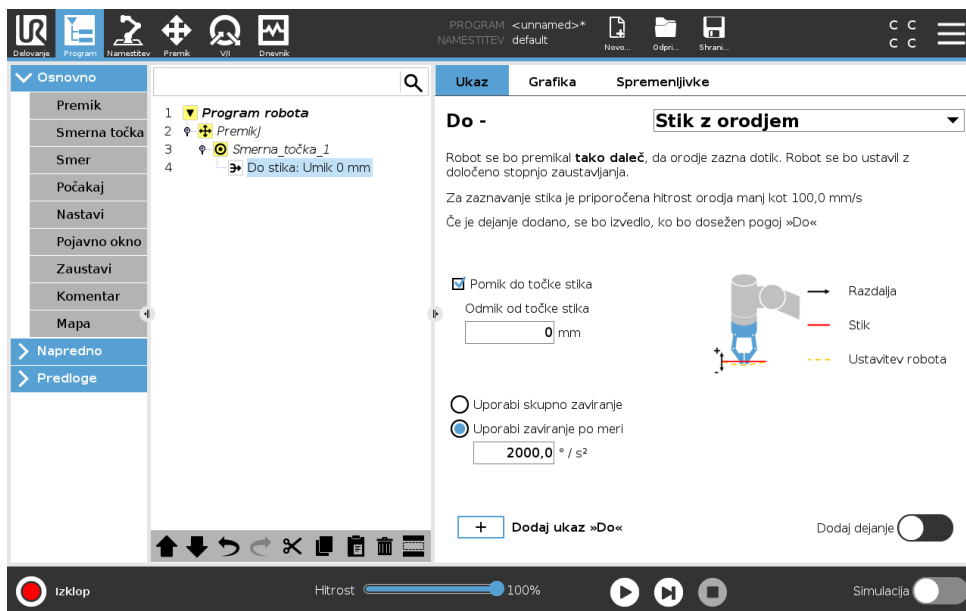 UR
PROGRAM <unnamed>*
NAMESTITEV default
Delovanje
Program
Namestitev
Premik
V/I
Dnevnik
Novo...
Odpri...
Shrani...
C C
C C
Osnovno
Premik
Smerna točka
Smer
Počakaj
Nastavi
Pojavno okno
Zaustavi
Komentar
Mapa
Napredno
Predloge
1 Program robota
2 PremikJ
3 Smerna_točka_1
4 Do stika: Umik 0 mm
Ukaz Grafika Spremenljivke
Do - Stik z orodjem
Robot se bo premikal tako daleč, da orodje zazna dotik. Robot se bo ustavil z
določeno stopnjo zaustavljanja.
Za zaznavanje stika je priporočena hitrost orodja manj kot 100,0 mm/s
Če je dejanje dodano, se bo izvedlo, ko bo dosežen pogoj »Do«
Pomik do točke stika
Odmik od točke stika
0 mm
+
-
Razdalja
Stik
Ustavitev robota
Uporabi skupno zaviranje
Uporabi zaviranje po meri
2000,0 ° / s²
+ Dodaj ukaz »Do«
Dodaj dejanje
Izklop
Hitrost 100%
Simulacija